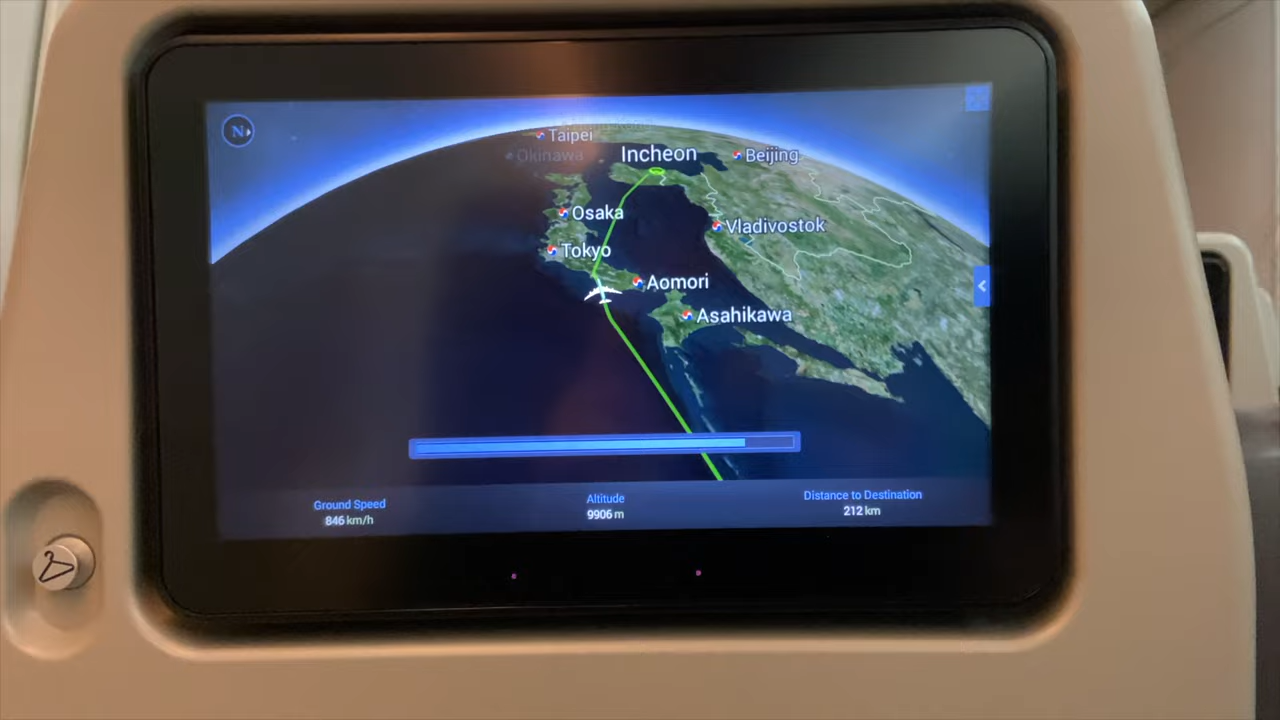 N
Taipei
Okinawa
Incheon
Beijing
Osaka
Vladivostok
Tokyo
Aomori
Asahikawa
Ground Speed
846 km/h
Altitude
9906 m
Distance to Destination
212 km